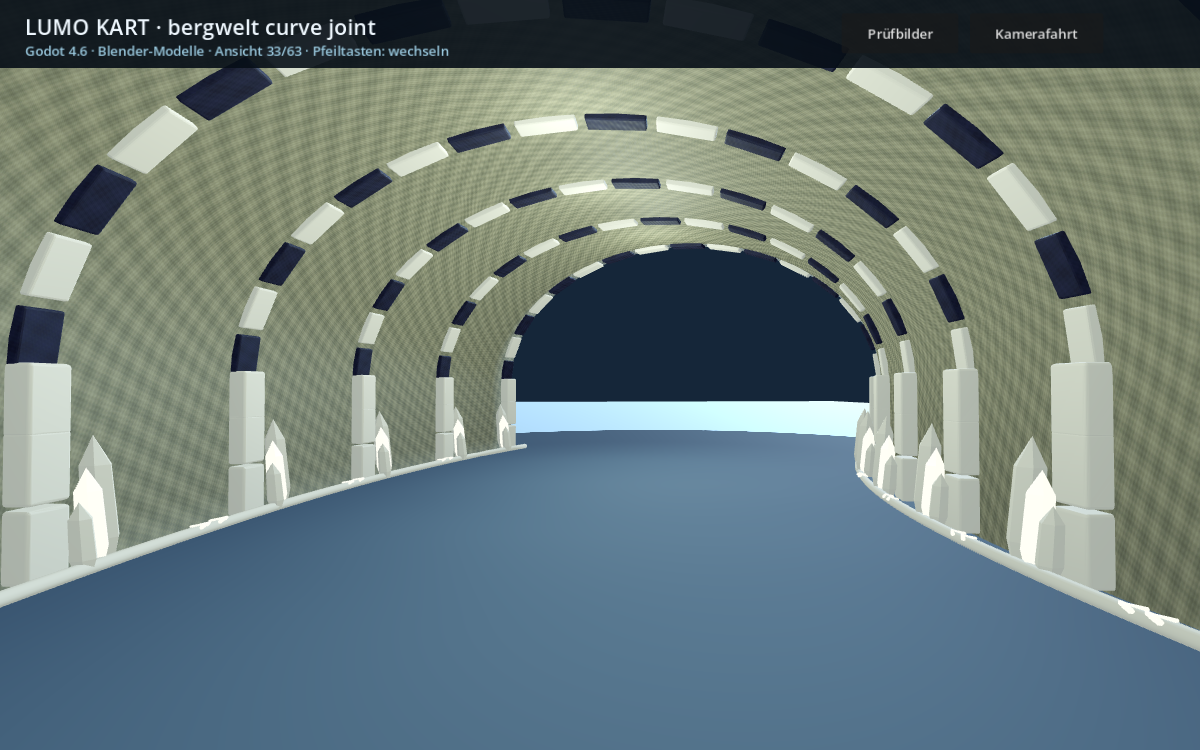 LUMO KART · bergwelt curve joint
Godot 4.6 · Blender-Modelle · Ansicht 33/63 · Pfeiltasten: wechseln
Prüfbilder
Kamerafahrt